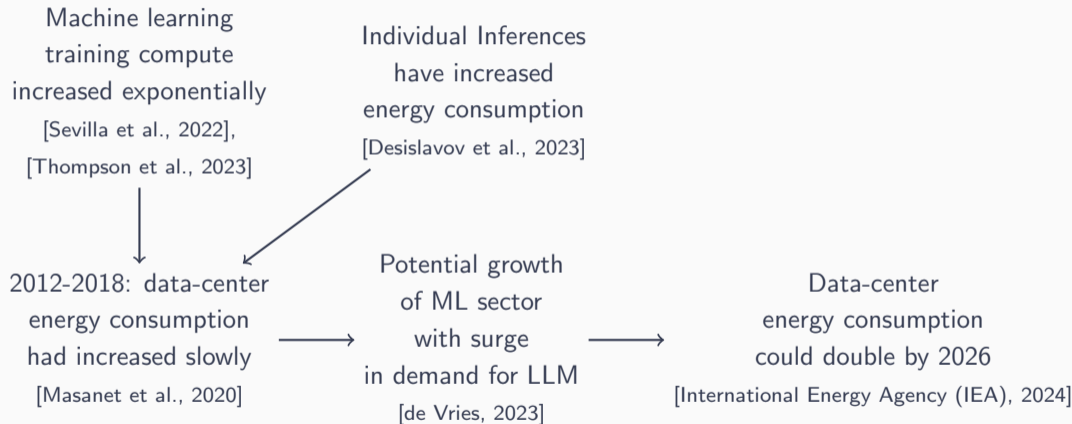 Machine learning
training compute
increased exponentially
[Sevilla et al., 2022],
[Thompson et al., 2023]
Individual Inferences
have increased
energy consumption
[Desislavov et al., 2023]
2012-2018: data-center
energy consumption
had increased slowly
[Masanet et al., 2020]
Potential growth
of ML sector
with surge
in demand for LLM
[de Vries, 2023]
Data-center
energy consumption
could double by 2026
[International Energy Agency (IEA), 2024]